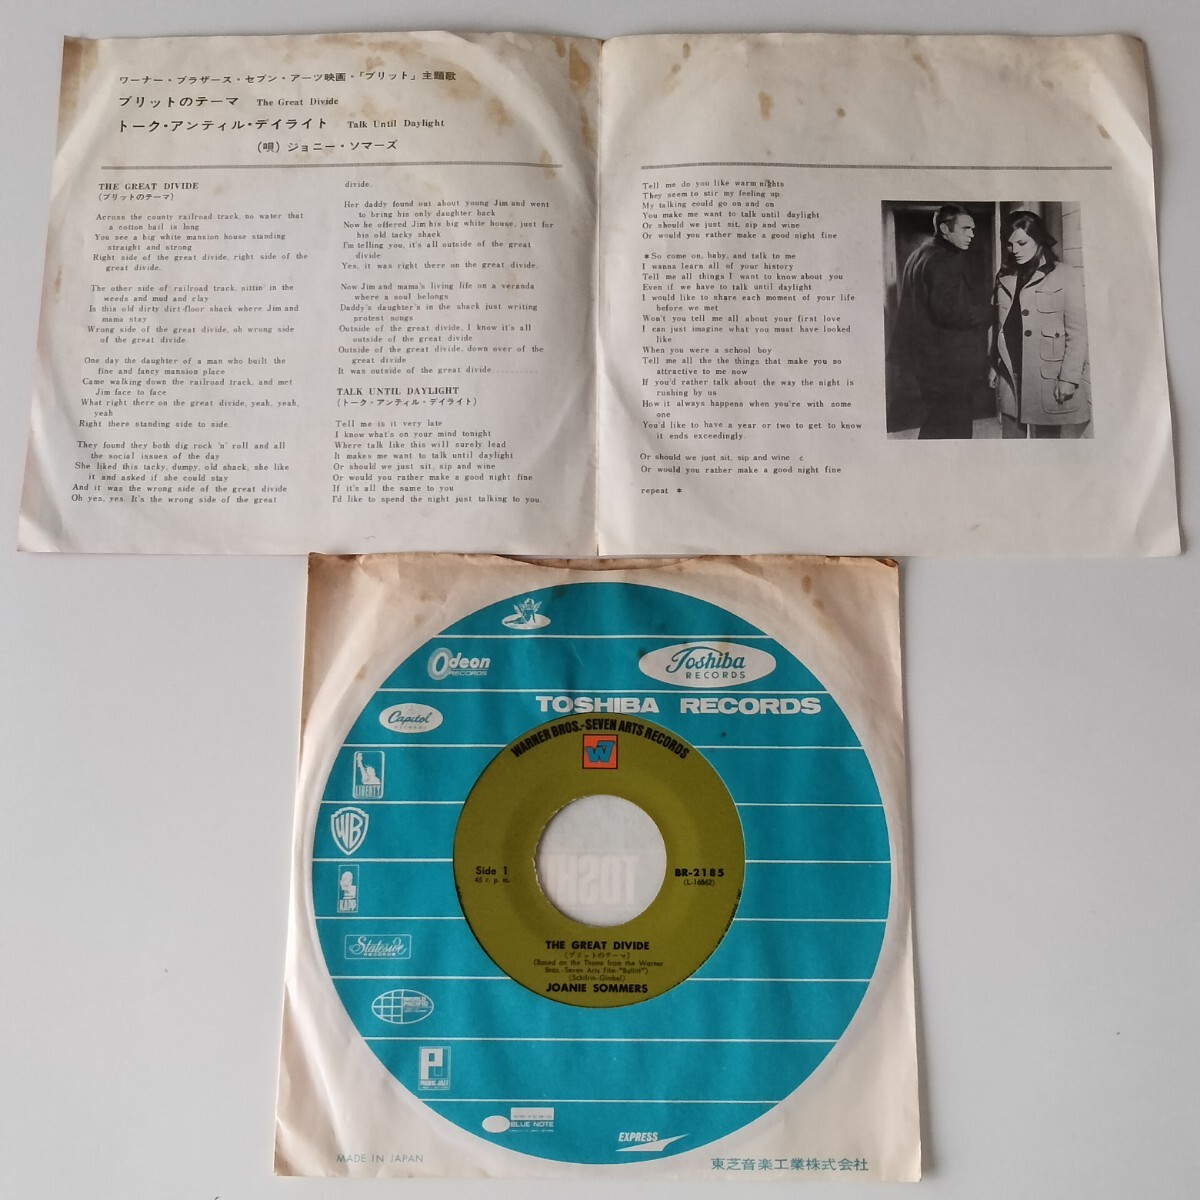 ワーナー・ブラザース・セブン・アーツ映画・「ブリット」主題歌
ブリットのテーマ The Great Divide
トーク・アンティル・デイライト Talk Until Daylight
(唄) ジョニー・ソマーズ
THE GREAT DIVIDE
(ブリットのテーマ)
Across the county railroad track, no water that
a cotton bail is long
You see a big white mansion house standing
straight and strong
Right side of the great divide, right side of the
great divide.
The other side of railroad track, sittin' in the
weeds and mud and clay
Is this old dirty dirt-floor shack where Jim and
mama stay
Wrong side of the great divide, oh wrong side
of the great divide.
One day the daughter of a man who built the
fine and fancy mansion place
Came walking down the railroad track, and met
Jim face to face
What right there on the great divide, yeah, yeah,
yeah
Right there standing side to side.
They found they both dig rock 'n' roll and all
the social issues of the day
She liked this tacky, dumpy, old shack, she like
it and asked if she could stay
And it was the wrong side of the great divide
Oh yes, yes. It's the wrong side of the great
divide.
Her daddy found out about young Jim and went
to bring his only daughter back
Now he offered Jim his big white house, just for
his old tacky shack
I'm telling you, it's all outside of the great
divide
Yes, it was right there on the great divide.
Now Jim and mama's living life on a veranda
where a soul belongs
Daddy's daughter's in the shack just writing
protest songs
Outside of the great divide, I know it's all
outside of the great divide
Outside of the great divide, down over of the
great divide
It was outside of the great divide..........
TALK UNTIL DAYLIGHT
(トーク・アンティル・デイライト)
Tell me is it very late
I know what's on your mind tonight
Where talk like this will surely lead
It makes me want to talk until daylight
Or should we just sit, sip and wine
Or would you rather make a good night fine
If it's all the same to you
I'd like to spend the night just talking to you.
Tell me do you like warm nights
They seem to stir my feeling up
My talking could go on and on
You make me want to talk until daylight
Or should we just sit, sip and wine
Or would you rather make a good night fine
*So come on, baby, and talk to me
I wanna learn all of your history
Tell me all things I want to know about you
Even if we have to talk until daylight
I would like to share each moment of your life
before we met
Won't you tell me all about your first love
I can just imagine what you must have looked
like
When you were a school boy
Tell me all the the things that make you so
attractive to me now
If you'd rather talk about the way the night is
rushing by us
How it always happens when you're with some
one
You'd like to have a year or two to get to know
it ends exceedingly.
Or should we just sit, sip and wine
Or would you rather make a good night fine
repeat *
Odeon
RECORDS
Toshiba
RECORDS
TOSHIBA RECORDS
Capitol
RECORDS
LIBERTY
WB
KAPP
Stateside
PACIFIC JAZZ
BLUE NOTE
EXPRESS
WARNER BROS.-SEVEN ARTS RECORDS
W7
Side 1
45 r. p. m.
BR-2185
(L-16862)
TOSHI
THE GREAT DIVIDE
(ブリットのテーマ)
(Based on the Theme from the Warner
Bros.-Seven Arts Film "Bullitt")
(Schifrin-Gimbel)
JOANIE SOMMERS
MADE IN JAPAN
東芝音楽工業株式会社